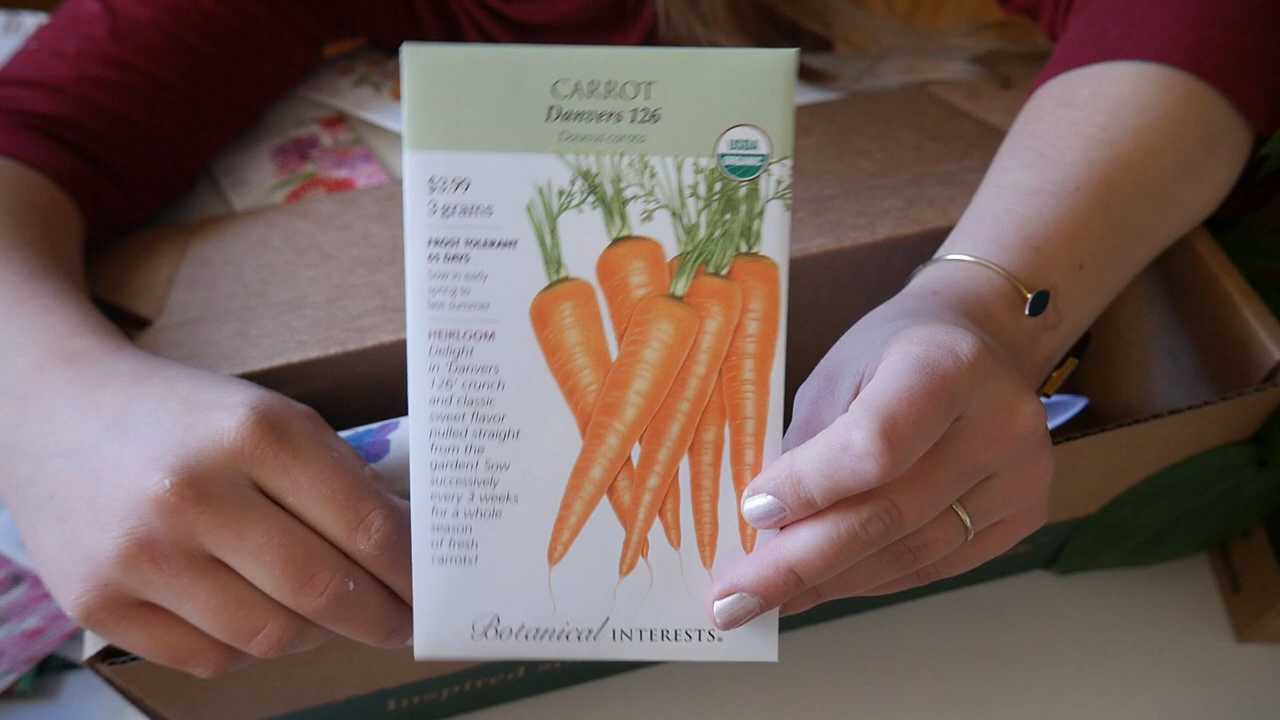 CARROT
Danvers 126
Daucus carota
USDA
ORGANIC
$3.99
3 grams
FROST TOLERANT
65 DAYS
Sow in early
spring to
late summer
HEIRLOOM
Delight
in 'Danvers
126' crunch
and classic
sweet flavor
pulled straight
from the
garden! Sow
successively
every 3 weeks
for a whole
season
of fresh
carrots!
Botanical INTERESTS®
Inspired